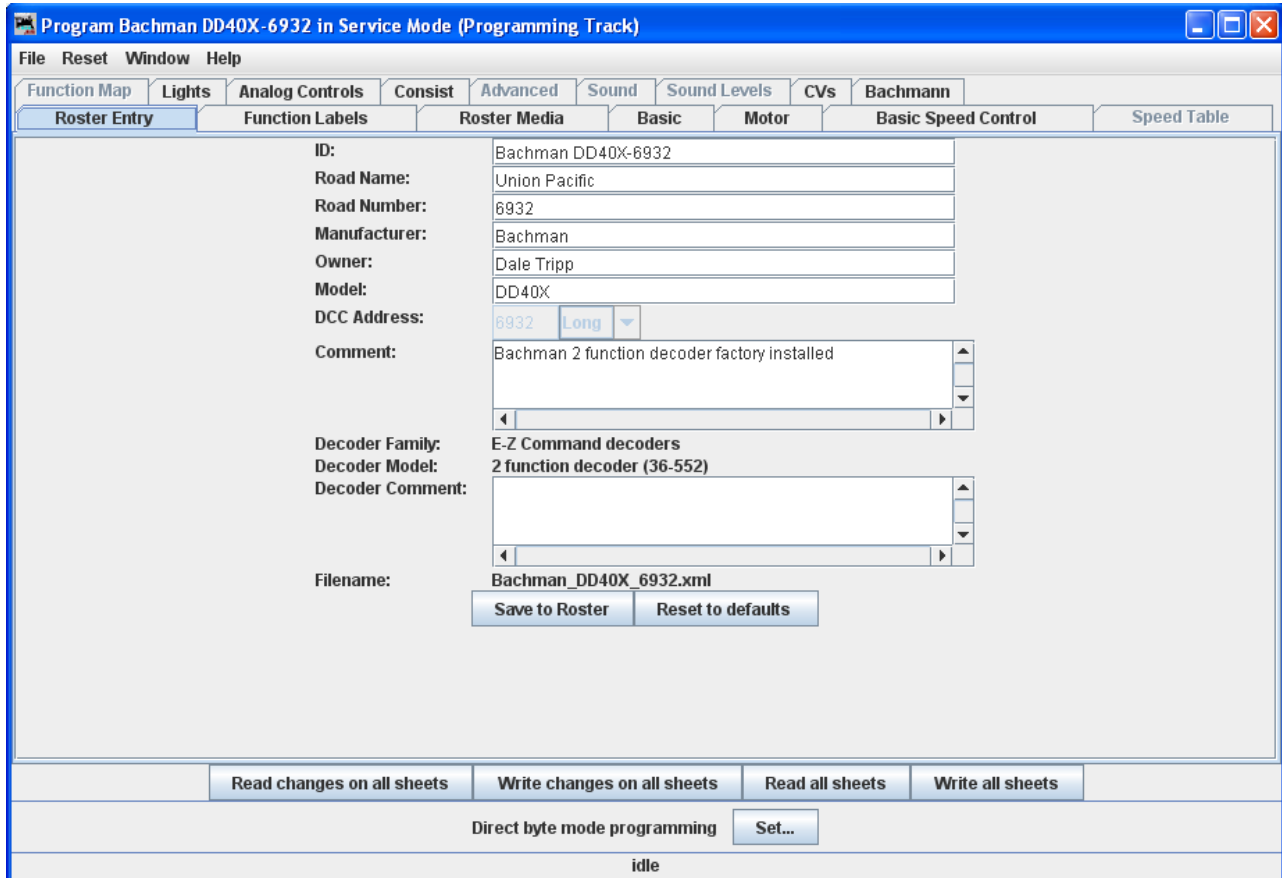 Program Bachman DD40X-6932 in Service Mode (Programming Track)
File Reset Window Help
Function Map Lights Analog Controls Consist Advanced Sound Sound Levels CVs Bachmann
Roster Entry Function Labels Roster Media Basic Motor Basic Speed Control Speed Table
ID: Bachman DD40X-6932
Road Name: Union Pacific
Road Number: 6932
Manufacturer: Bachman
Owner: Dale Tripp
Model: DD40X
DCC Address: 6932 Long
Comment: Bachman 2 function decoder factory installed
Decoder Family: E-Z Command decoders
Decoder Model: 2 function decoder (36-552)
Decoder Comment:
Filename: Bachman_DD40X_6932.xml
Save to Roster Reset to defaults
Read changes on all sheets Write changes on all sheets Read all sheets Write all sheets
Direct byte mode programming Set...
idle